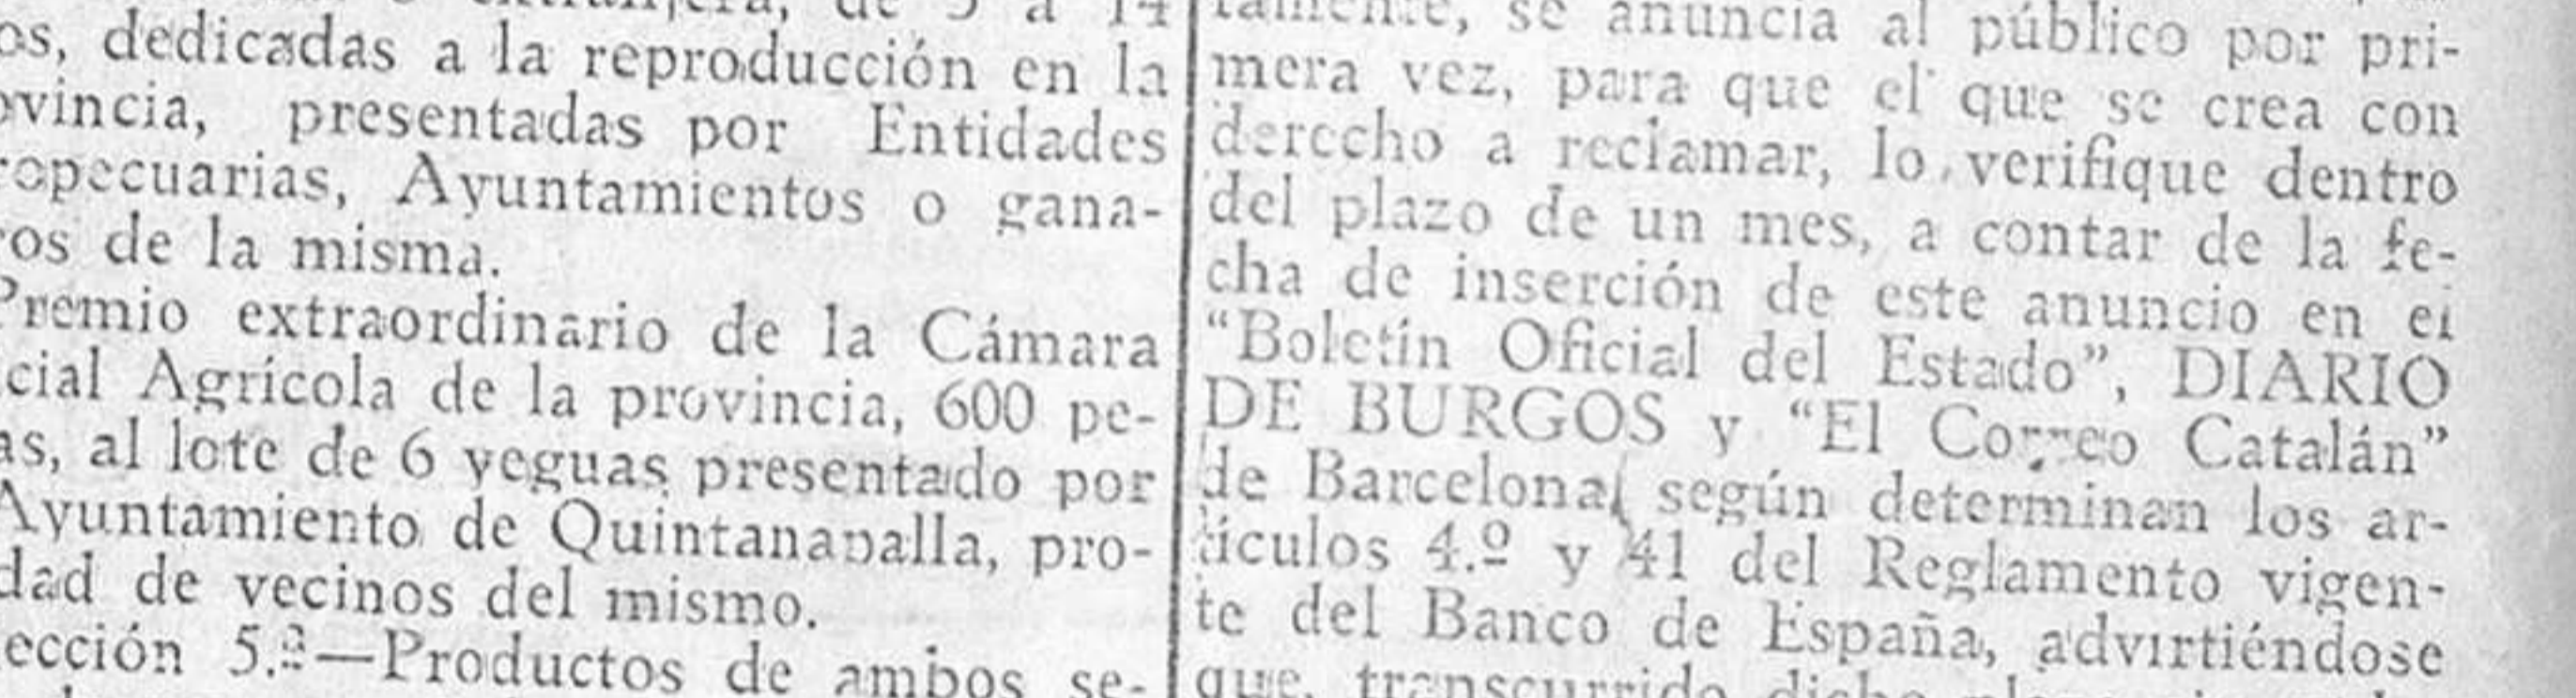 os, dedicadas a la reproducción en la
ovincia, presentadas por Entidades
ropecuarias, Ayuntamientos o gana-
ros de la misma.
Premio extraordinario de la Cámara
cial Agrícola de la provincia, 600 pe-
as, al lote de 6 yeguas presentado por
Ayuntamiento de Quintanapalla, pro-
dad de vecinos del mismo.
ección 5.ª—Productos de ambos se-
tamente, se anuncia al público por pri-
mera vez, para que el que se crea con
derecho a reclamar, lo verifique dentro
del plazo de un mes, a contar de la fe-
cha de inserción de este anuncio en el
“Boletín Oficial del Estado”, DIARIO
DE BURGOS y “El Correo Catalán”
de Barcelona, según determinan los ar-
tículos 4.º y 41 del Reglamento vigen-
te del Banco de España, advirtiéndose
que, transcurrido